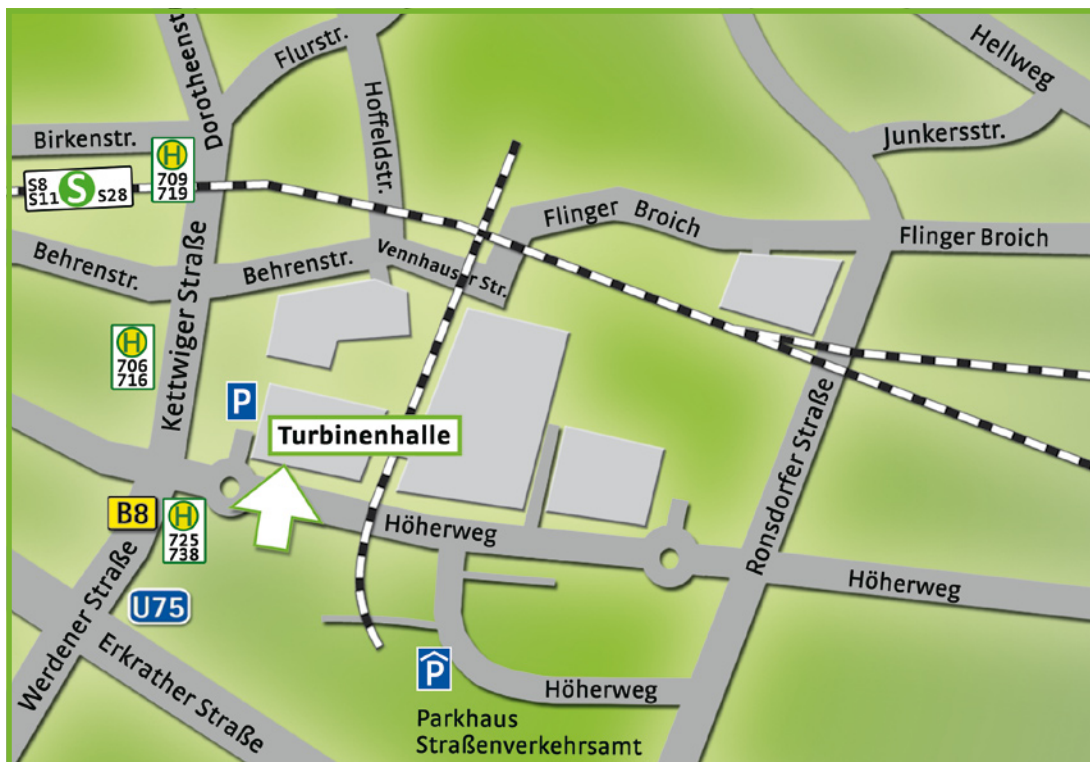 Dorotheenst
Flurstr.
Hoffeldstr.
Hellweg
Junkersstr.
Birkenstr.
H
709
719
S8
S11
S
S28
Flinger Broich
Flinger Broich
Behrenstr.
Behrenstr.
Vennhauser Str.
Kettwiger Straße
H
706
716
P
Turbinenhalle
Ronsdorfer Straße
B8
H
725
738
Höherweg
Höherweg
U75
Werdener Straße
Erkrather Straße
P
Höherweg
Parkhaus
Straßenverkehrsamt